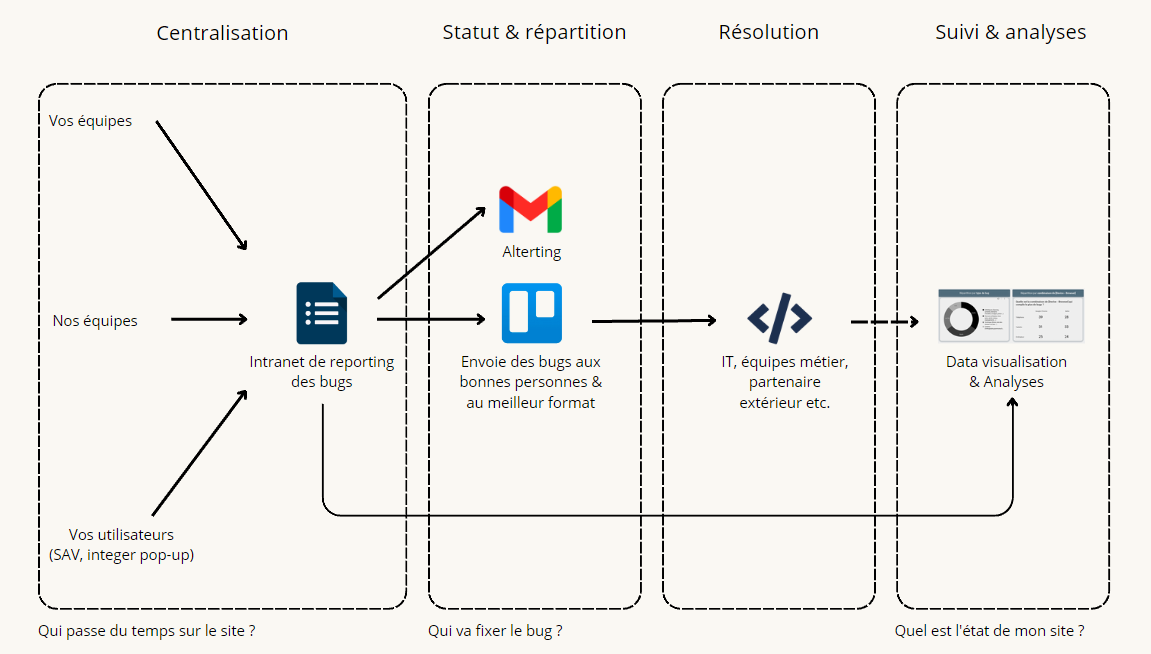 Centralisation
Statut & répartition
Résolution
Suivi & analyses
Vos équipes
Nos équipes
Vos utilisateurs
(SAV, integer pop-up)
Intranet de reporting
des bugs
Alterting
Envoie des bugs aux
bonnes personnes &
au meilleur format
IT, équipes métier,
partenaire
extérieur etc.
Data visualisation
& Analyses
Qui passe du temps sur le site ?
Qui va fixer le bug ?
Quel est l'état de mon site ?